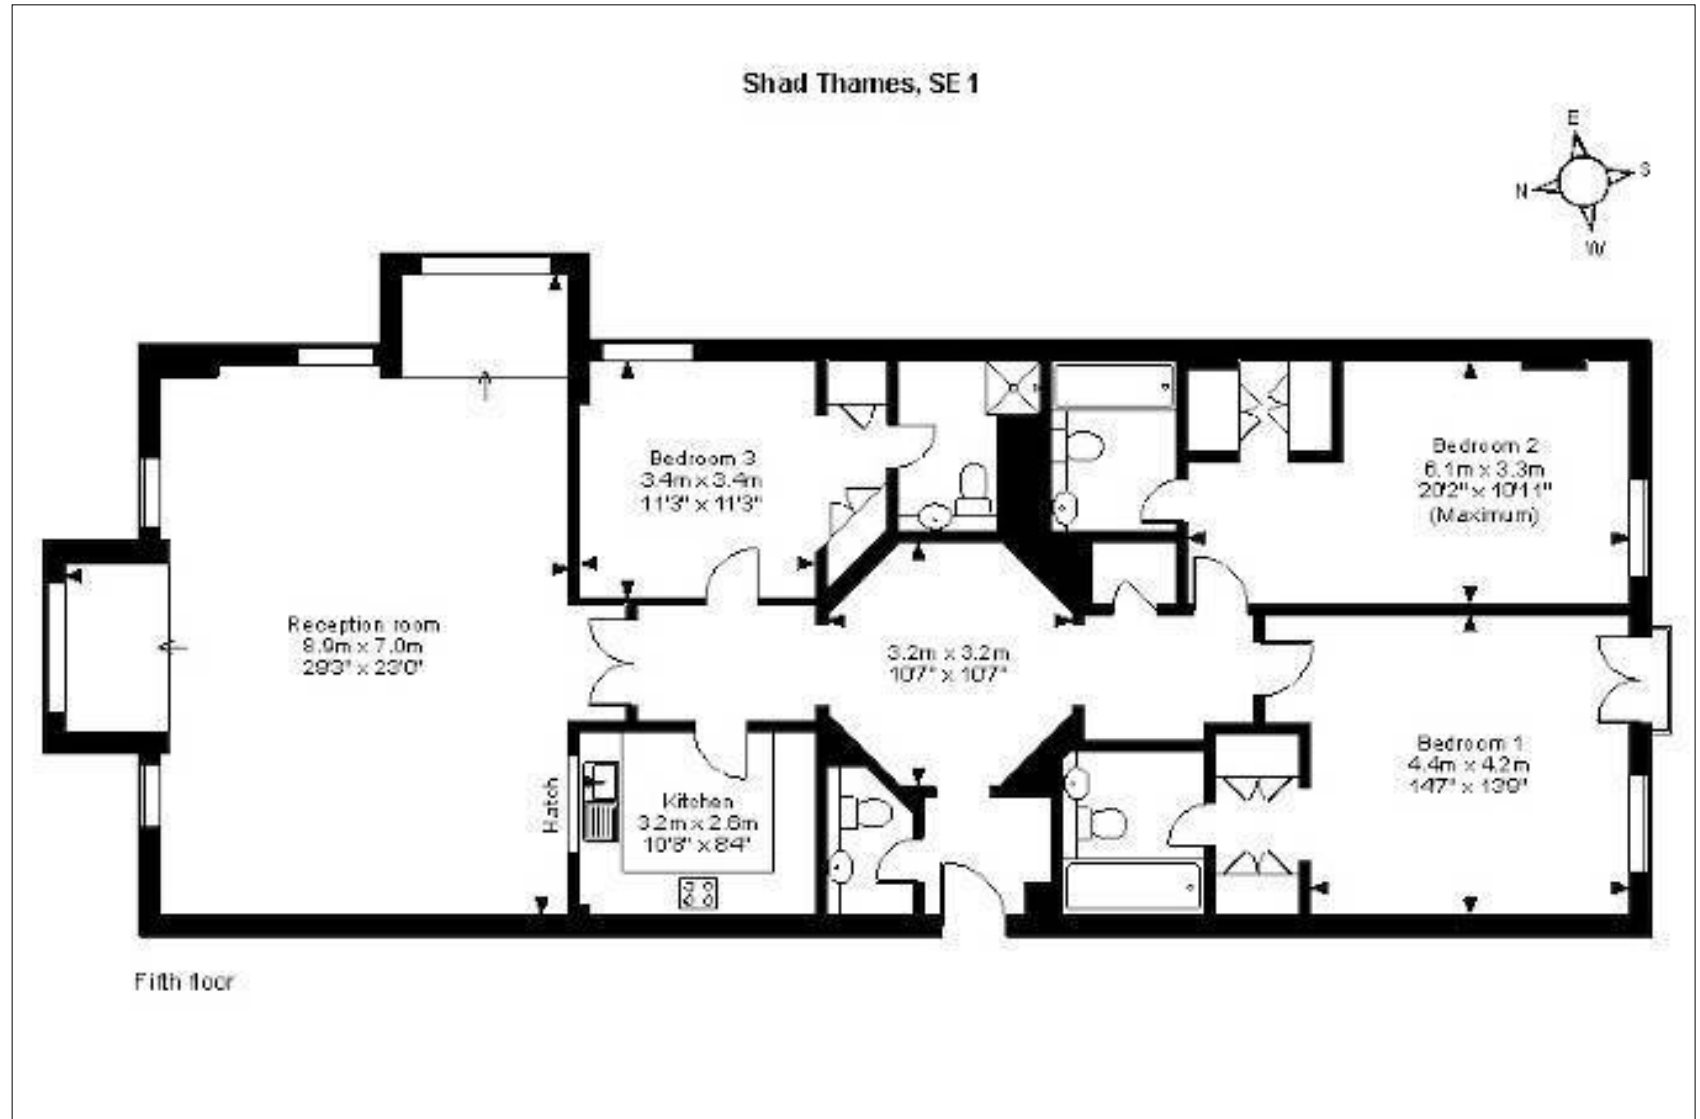 Shad Thames, SE1
E
N
S
W
Bedroom 3
3.4m x 3.4m
11'3" x 11'3"
Bedroom 2
6.1m x 3.3m
20'2" x 10'11"
(Maximum)
Reception room
8.9m x 7.0m
29'3" x 23'0"
3.2m x 3.2m
10'7" x 10'7"
Bedroom 1
4.4m x 4.2m
14'7" x 13'9"
Hatch
Kitchen
3.2m x 2.6m
10'8" x 8'4"
Fifth floor